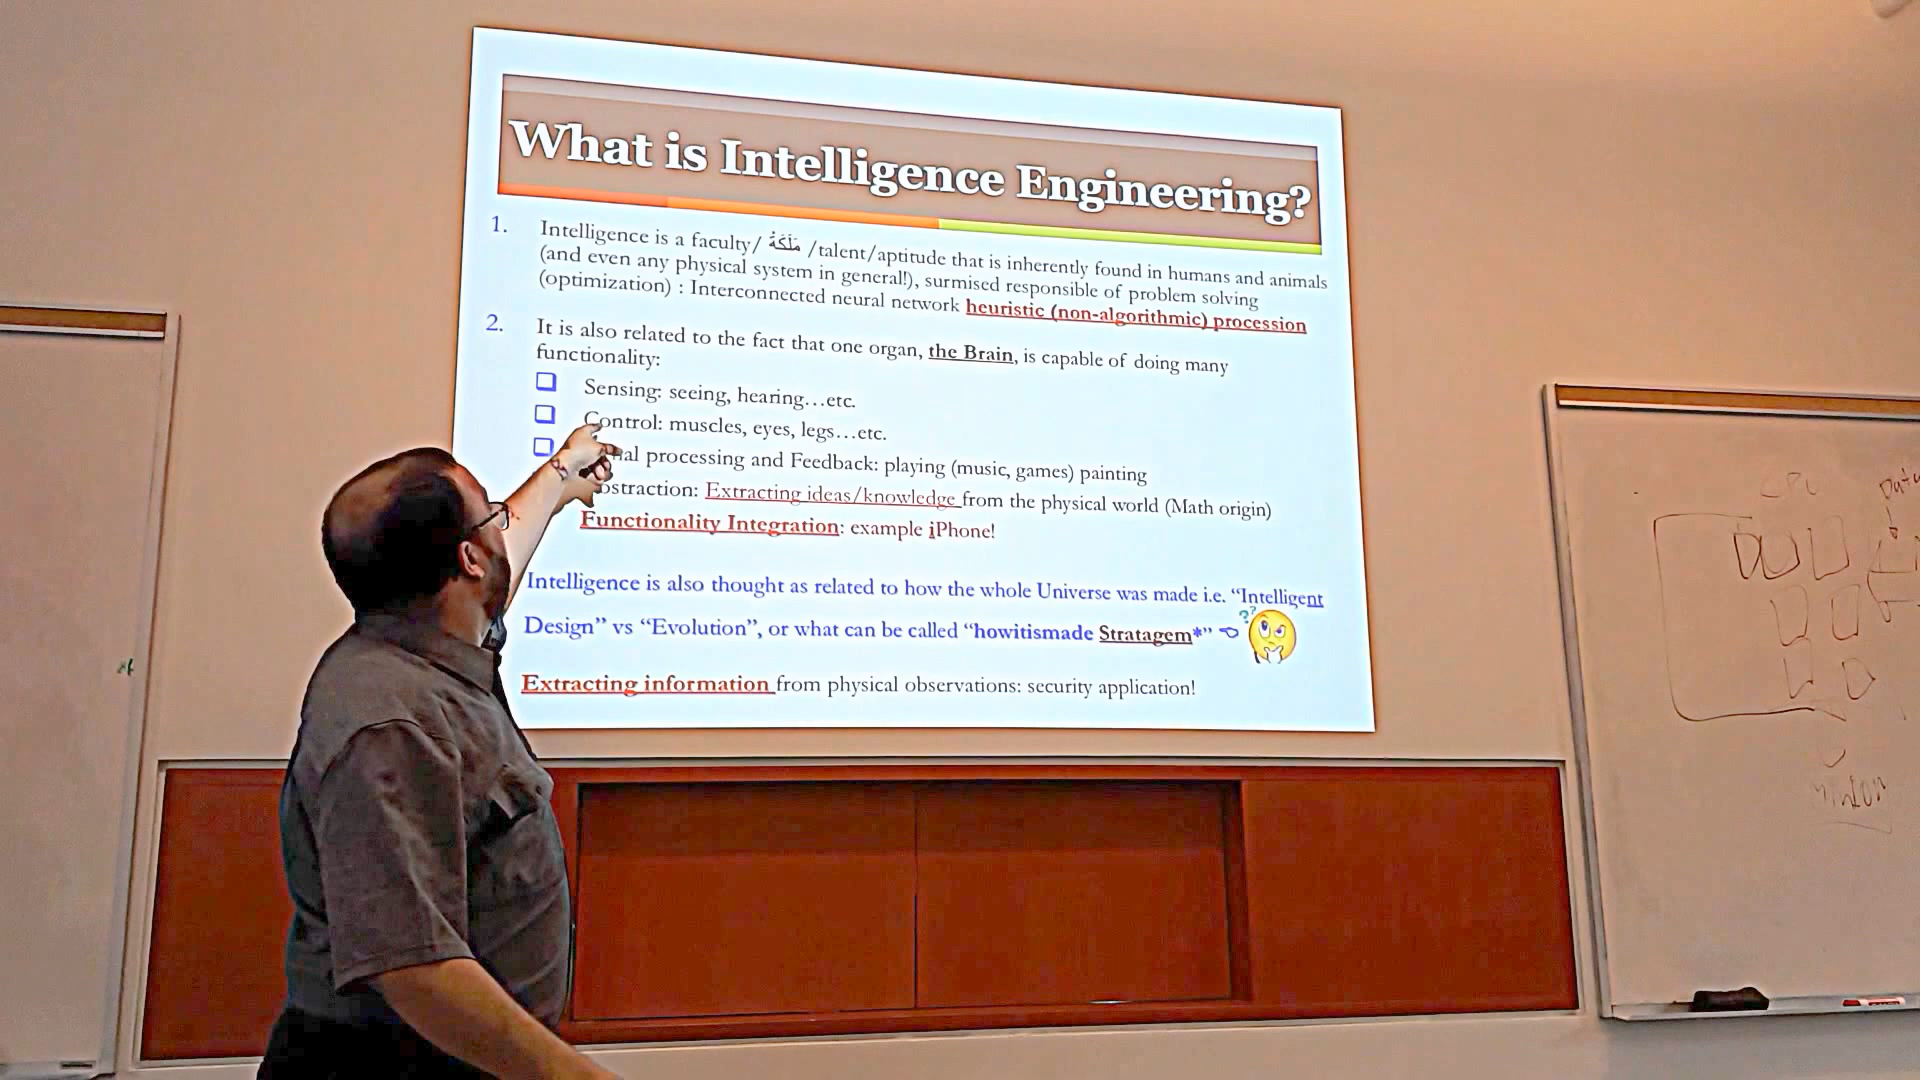 What is Intelligence Engineering?
1. Intelligence is a faculty/ مَلَكَةٌ /talent/aptitude that is inherently found in humans and animals
(and even any physical system in general!), surmised responsible of problem solving
(optimization) : Interconnected neural network heuristic (non-algorithmic) procession
2. It is also related to the fact that one organ, the Brain, is capable of doing many
functionality:
Sensing: seeing, hearing…etc.
Control: muscles, eyes, legs…etc.
processing and Feedback: playing (music, games) painting
Extracting ideas/knowledge from the physical world (Math origin)
Functionality Integration: example iPhone!
Intelligence is also thought as related to how the whole Universe was made i.e. “Intelligent
Design” vs “Evolution”, or what can be called “howitismade Stratagem*”
??
Extracting information from physical observations: security application!
CPU